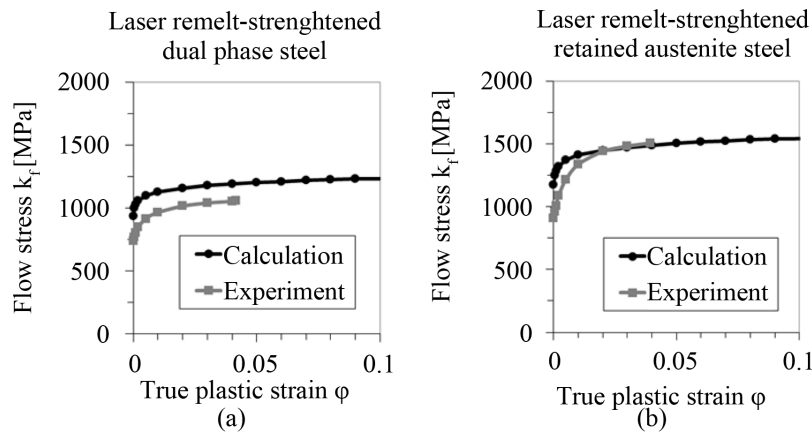 Laser remelt-strenghtened
dual phase steel
2000
1500
1000
500
0
Flow stress k_f [MPa]
Calculation
Experiment
0
0.05
0.1
True plastic strain φ
(a)
Laser remelt-strenghtened
retained austenite steel
2000
1500
1000
500
0
Flow stress k_f [MPa]
Calculation
Experiment
0
0.05
0.1
True plastic strain φ
(b)